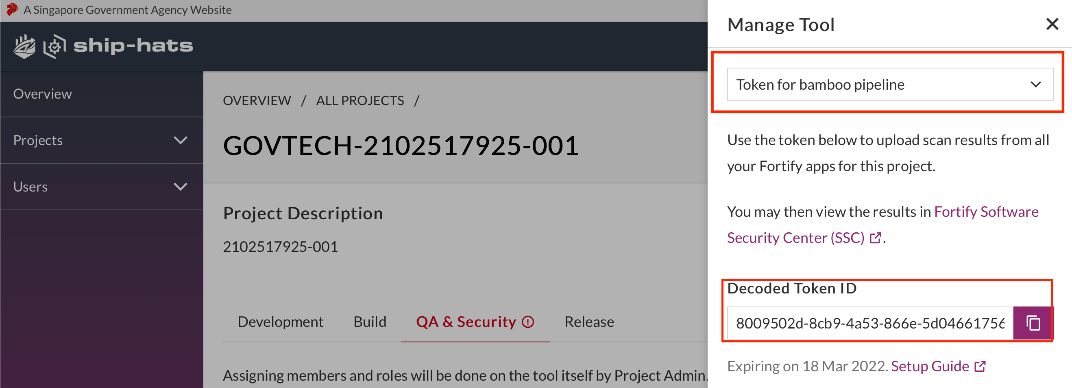 A Singapore Government Agency Website
ship-hats
Overview
Projects
Users
OVERVIEW / ALL PROJECTS /
GOVTECH-2102517925-001
Project Description
2102517925-001
Development Build QA & Security Release
Assigning members and roles will be done on the tool itself by Project Admin.
Manage Tool
Token for bamboo pipeline
Use the token below to upload scan results from all
your Fortify apps for this project.
You may then view the results in Fortify Software
Security Center (SSC).
Decoded Token ID
8009502d-8cb9-4a53-866e-5d04661756
Expiring on 18 Mar 2022. Setup Guide